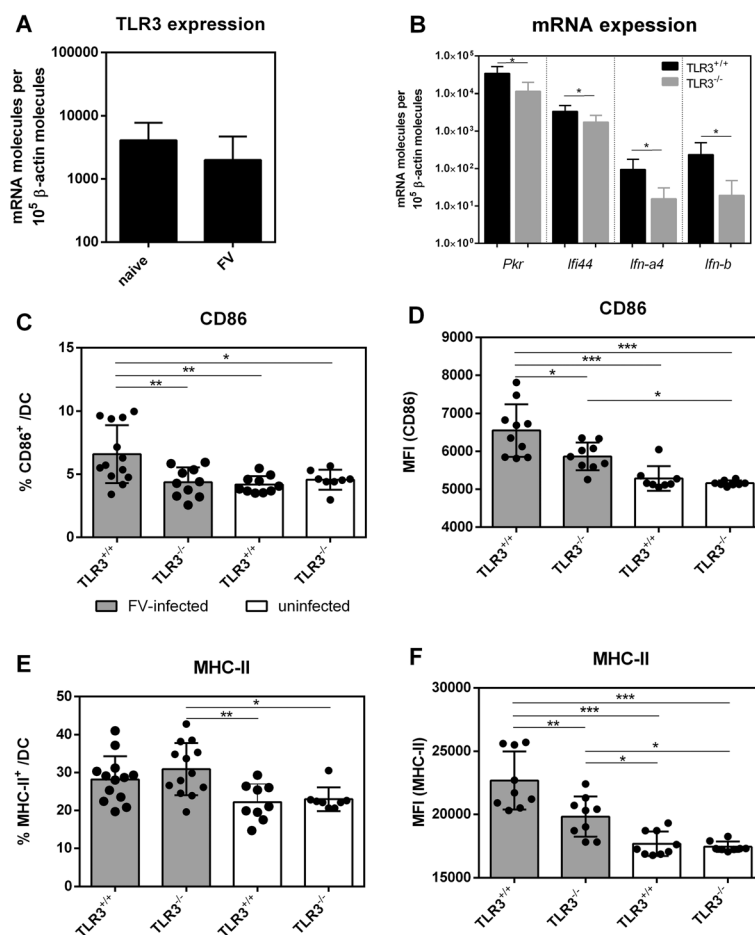 A
TLR3 expression
mRNA molecules per
10⁵ β-actin molecules
100000
10000
1000
100
naive
FV
B
mRNA expession
mRNA molecules per
10⁵ β-actin molecules
1.0×10⁵
1.0×10⁴
1.0×10³
1.0×10²
1.0×10¹
1.0×10⁰
TLR3⁺/⁺
TLR3⁻/⁻
*
*
*
*
Pkr
Ifi44
Ifn-a4
Ifn-b
C
CD86
% CD86⁺ /DC
15
10
5
0
*
**
**
TLR3⁺/⁺
TLR3⁻/⁻
TLR3⁺/⁺
TLR3⁻/⁻
FV-infected
uninfected
D
CD86
MFI (CD86)
9000
8000
7000
6000
5000
4000
***
***
*
*
TLR3⁺/⁺
TLR3⁻/⁻
TLR3⁺/⁺
TLR3⁻/⁻
E
MHC-II
% MHC-II⁺ /DC
50
40
30
20
10
0
*
**
TLR3⁺/⁺
TLR3⁻/⁻
TLR3⁺/⁺
TLR3⁻/⁻
F
MHC-II
MFI (MHC-II)
30000
25000
20000
15000
***
***
**
*
*
TLR3⁺/⁺
TLR3⁻/⁻
TLR3⁺/⁺
TLR3⁻/⁻